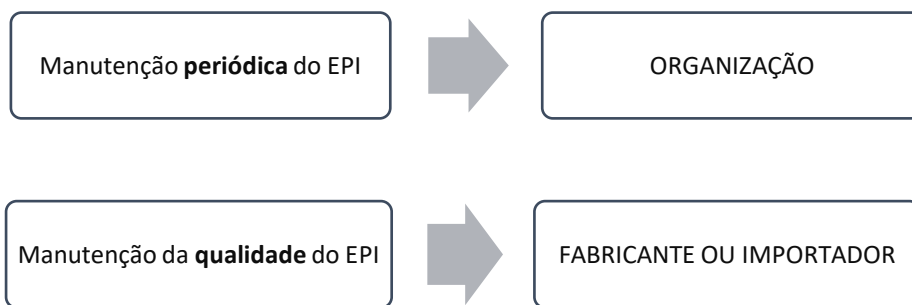 Manutenção periódica do EPI
ORGANIZAÇÃO
Manutenção da qualidade do EPI
FABRICANTE OU IMPORTADOR